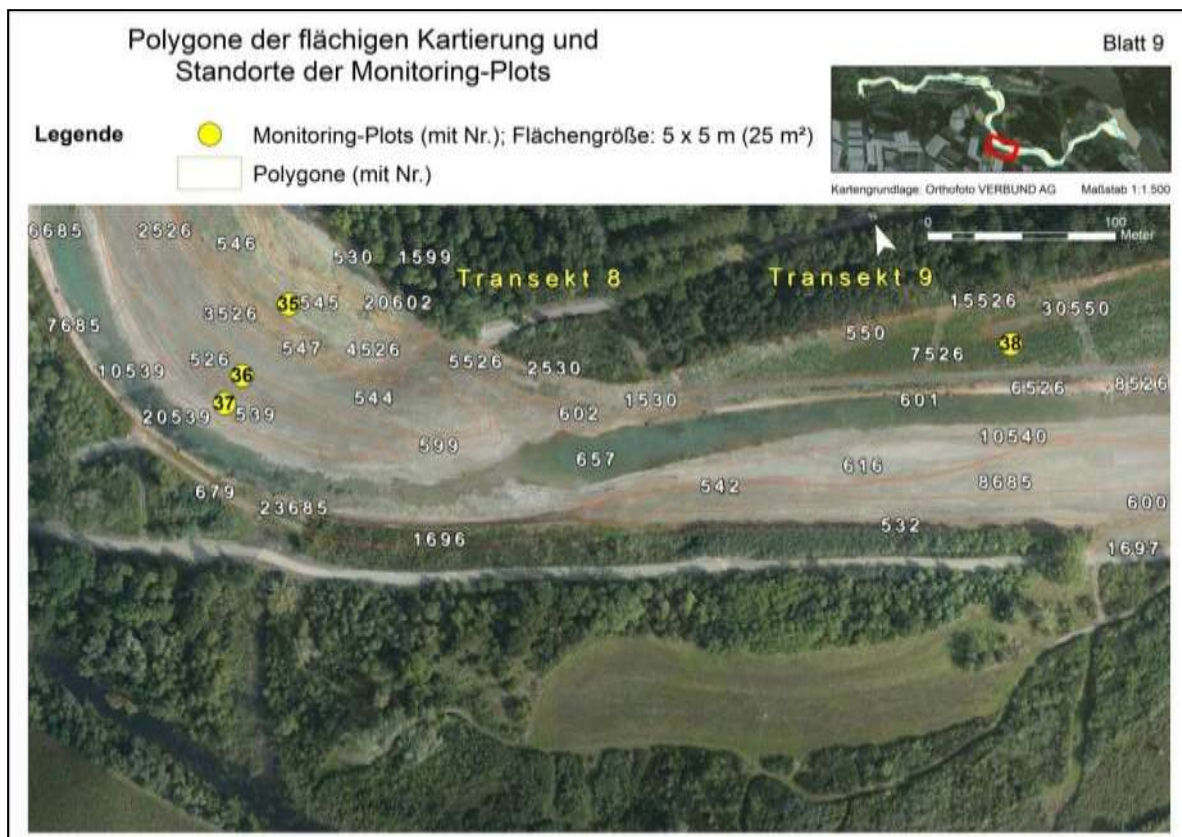 Polygone der flächigen Kartierung und
Standorte der Monitoring-Plots
Blatt 9
Legende
Monitoring-Plots (mit Nr.); Flächengröße: 5 x 5 m (25 m²)
Polygone (mit Nr.)
Kartengrundlage: Orthofoto VERBUND AG Maßstab 1:1.500
N
0 100
Meter
6685 2526 546 530 1599
Transekt 8 Transekt 9
35 545 20602 15526 30550
3526 7685 550 38
547 4526 5526 2530 7526
10539 526 36 6526 8526
37 544 1530 601
20539 539 602
599 657 616 10540
679 542 8685
23685 532 600
1696 1697